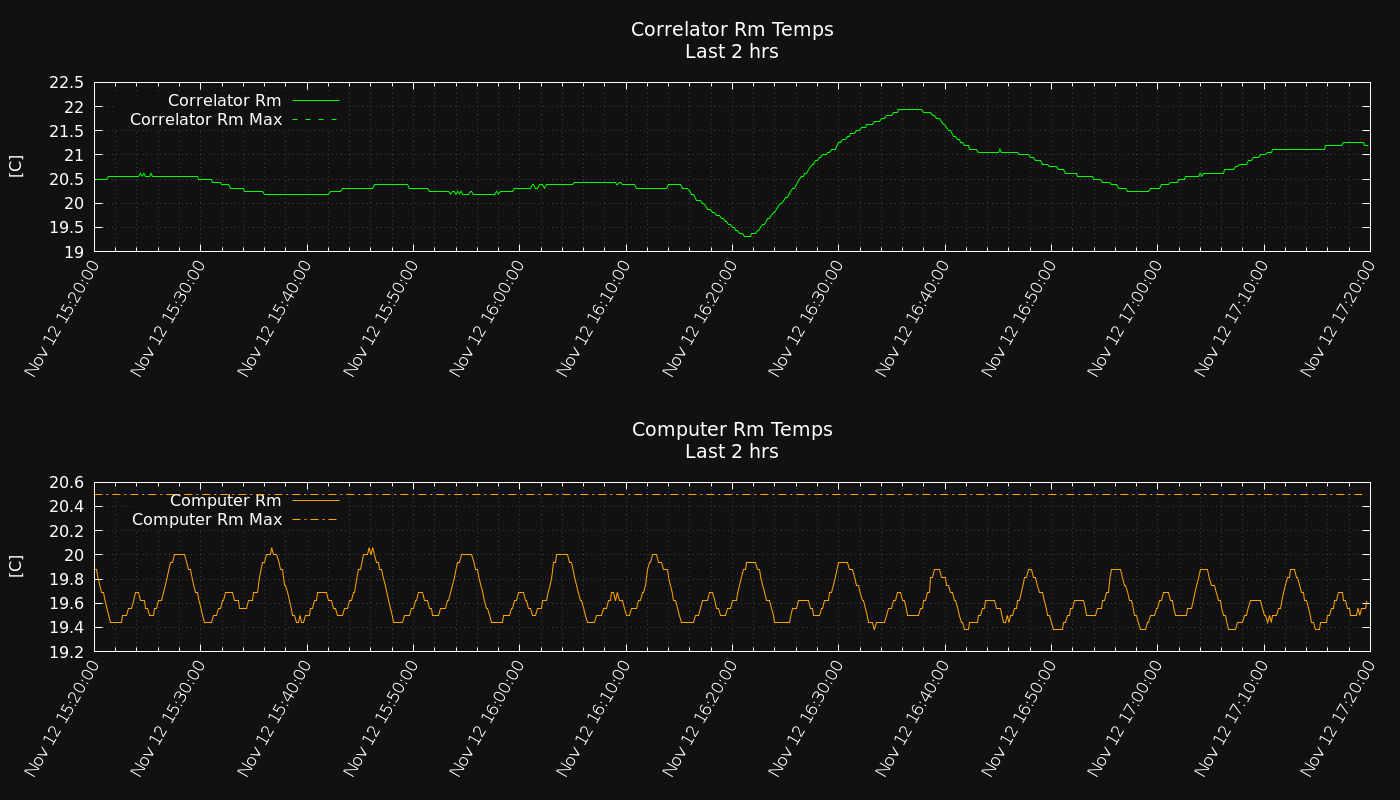 Correlator Rm Temps
Last 2 hrs
22.5
22
21.5
21
20.5
20
19.5
19
[C]
Correlator Rm
Correlator Rm Max
Nov 12 15:20:00
Nov 12 15:30:00
Nov 12 15:40:00
Nov 12 15:50:00
Nov 12 16:00:00
Nov 12 16:10:00
Nov 12 16:20:00
Nov 12 16:30:00
Nov 12 16:40:00
Nov 12 16:50:00
Nov 12 17:00:00
Nov 12 17:10:00
Nov 12 17:20:00
Computer Rm Temps
Last 2 hrs
20.6
20.4
20.2
20
19.8
19.6
19.4
19.2
[C]
Computer Rm
Computer Rm Max
Nov 12 15:20:00
Nov 12 15:30:00
Nov 12 15:40:00
Nov 12 15:50:00
Nov 12 16:00:00
Nov 12 16:10:00
Nov 12 16:20:00
Nov 12 16:30:00
Nov 12 16:40:00
Nov 12 16:50:00
Nov 12 17:00:00
Nov 12 17:10:00
Nov 12 17:20:00